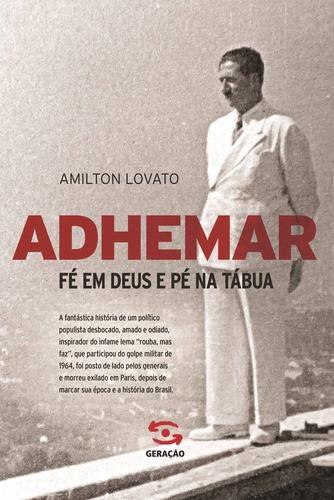 AMILTON LOVATO
ADHEMAR
FÉ EM DEUS E PÉ NA TÁBUA
A fantástica história de um político
populista desbocado, amado e odiado,
inspirador do infame lema "rouba, mas
faz", que participou do golpe militar de
1964, foi posto de lado pelos generais
e morreu exilado em Paris, depois de
marcar sua época e a história do Brasil.
GERAÇÃO